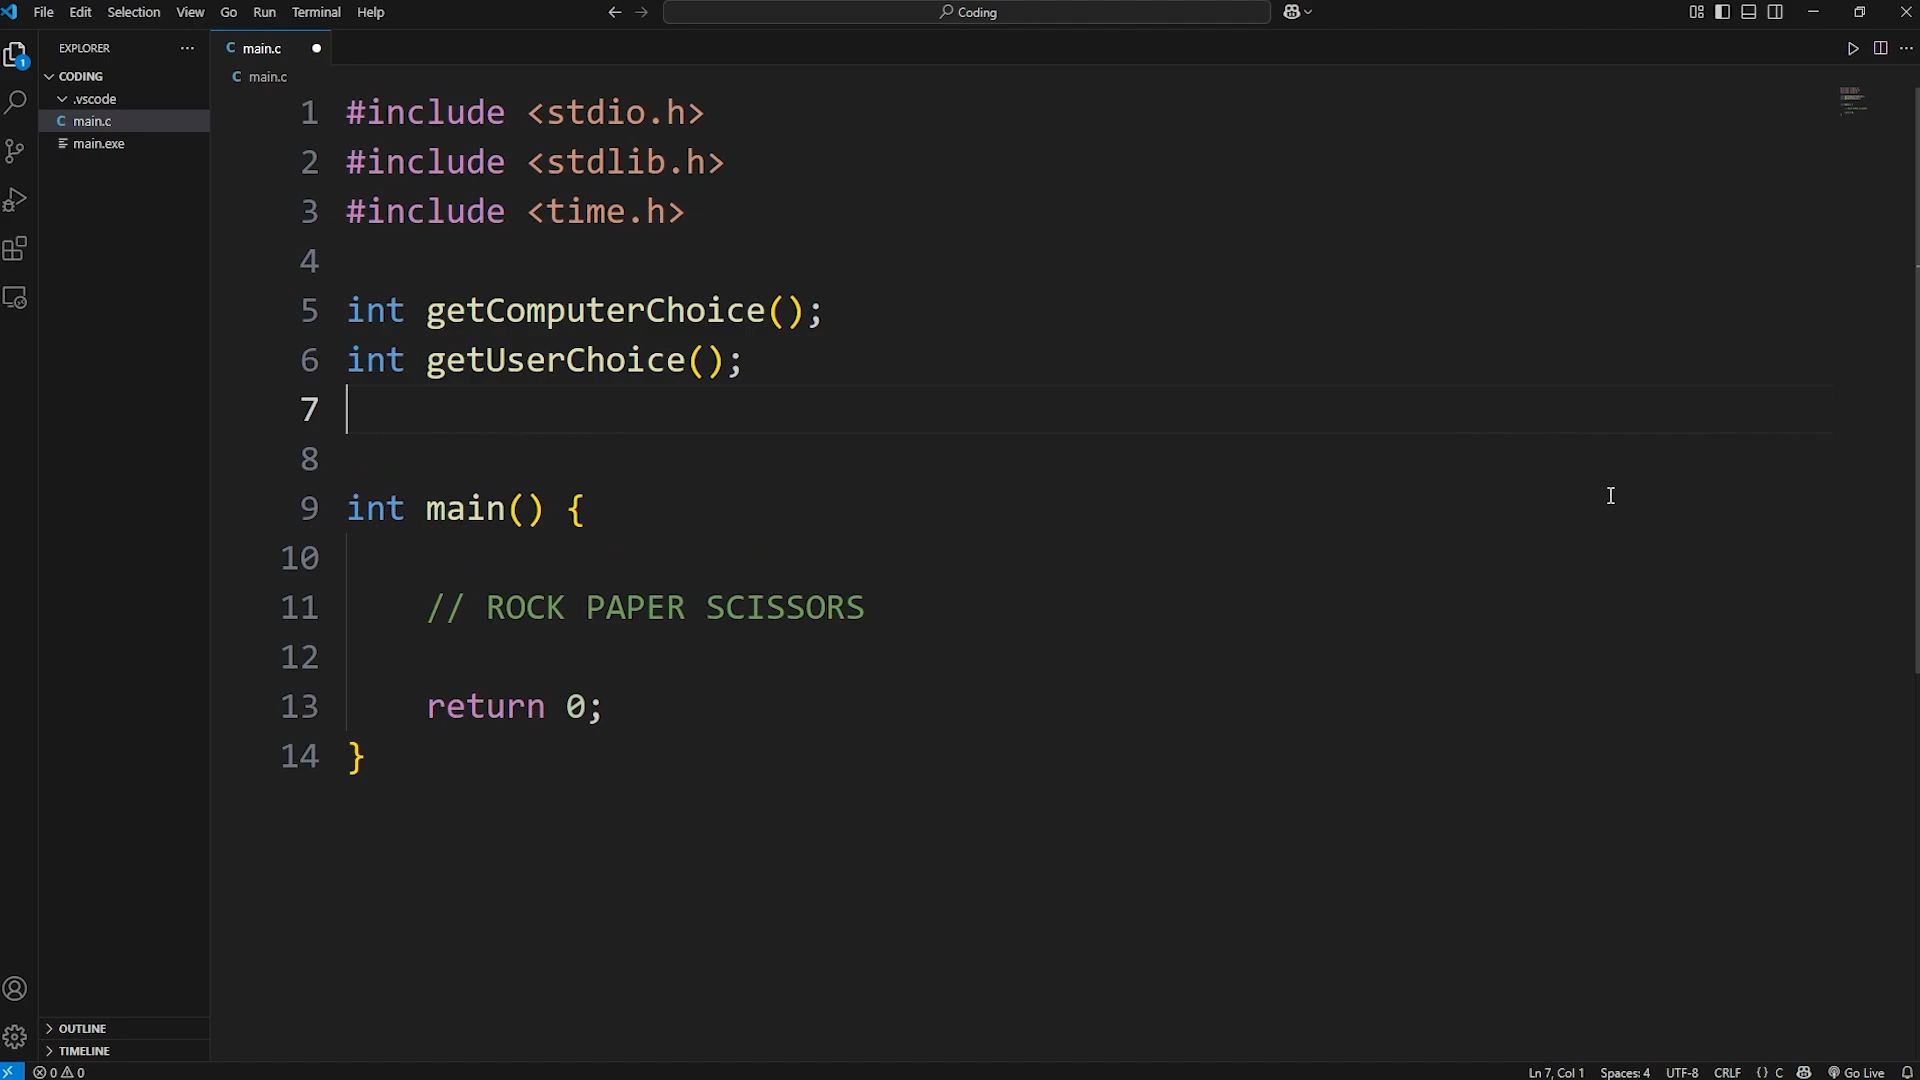 File Edit Selection View Go Run Terminal Help
Coding
EXPLORER
CODING
.vscode
C main.c
main.exe
OUTLINE
TIMELINE
1
C main.c
C main.c
1 #include <stdio.h>
2 #include <stdlib.h>
3 #include <time.h>
4
5 int getComputerChoice();
6 int getUserChoice();
7
8
9 int main() {
10
11 // ROCK PAPER SCISSORS
12
13 return 0;
14 }
0 0
Ln 7, Col 1 Spaces: 4 UTF-8 CRLF {} C Go Live